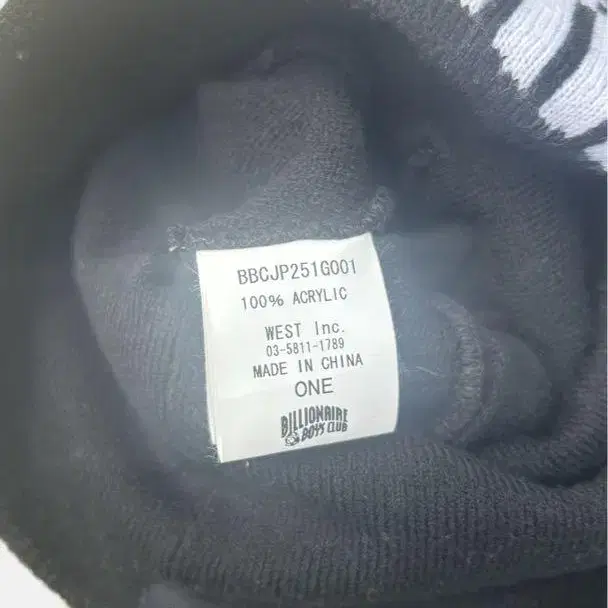 BBCJP251G001
100% ACRYLIC
WEST Inc.
03-5811-1789
MADE IN CHINA
ONE
BILLIONAIRE
BOYS CLUB